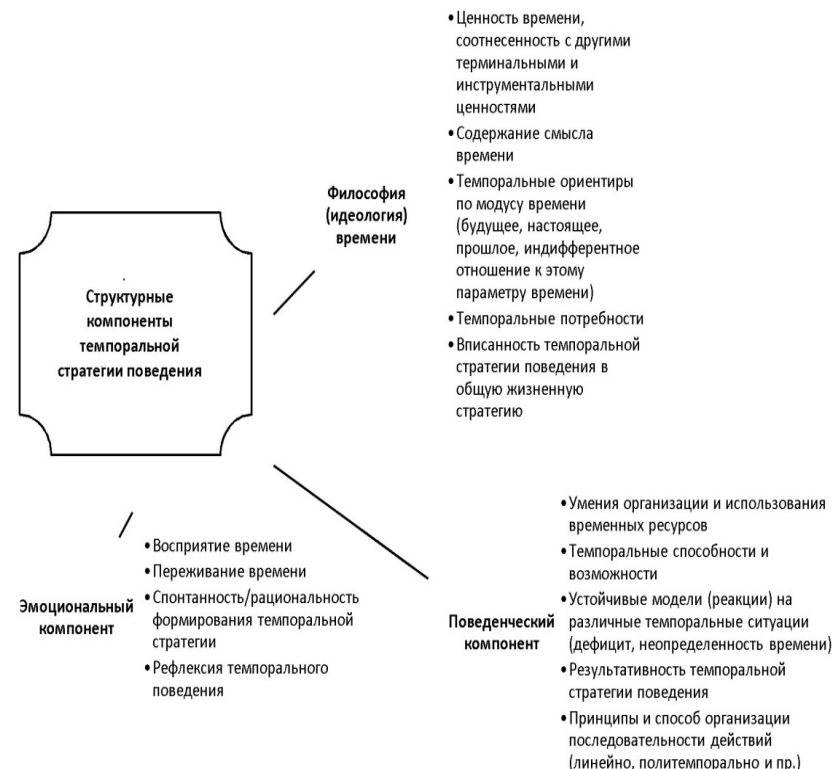 • Ценность времени,
соотнесенность с другими
терминальными и
инструментальными
ценностями
• Содержание смысла
времени
• Темпоральные ориентиры
по модусу времени
(будущее, настоящее,
прошлое, индифферентное
отношение к этому
параметру времени)
• Темпоральные потребности
• Вписанность темпоральной
стратегии поведения в
общую жизненную
стратегию
Философия
(идеология)
времени
Структурные
компоненты
темпоральной
стратегии поведения
Эмоциональный
компонент
• Восприятие времени
• Переживание времени
• Спонтанность/рациональность
формирования темпоральной
стратегии
• Рефлексия темпорального
поведения
Поведенческий
компонент
• Умения организации и использования
временных ресурсов
• Темпоральные способности и
возможности
• Устойчивые модели (реакции) на
различные темпоральные ситуации
(дефицит, неопределенность времени)
• Результативность темпоральной
стратегии поведения
• Принципы и способ организации
последовательности действий
(линейно, политемпорально и пр.)